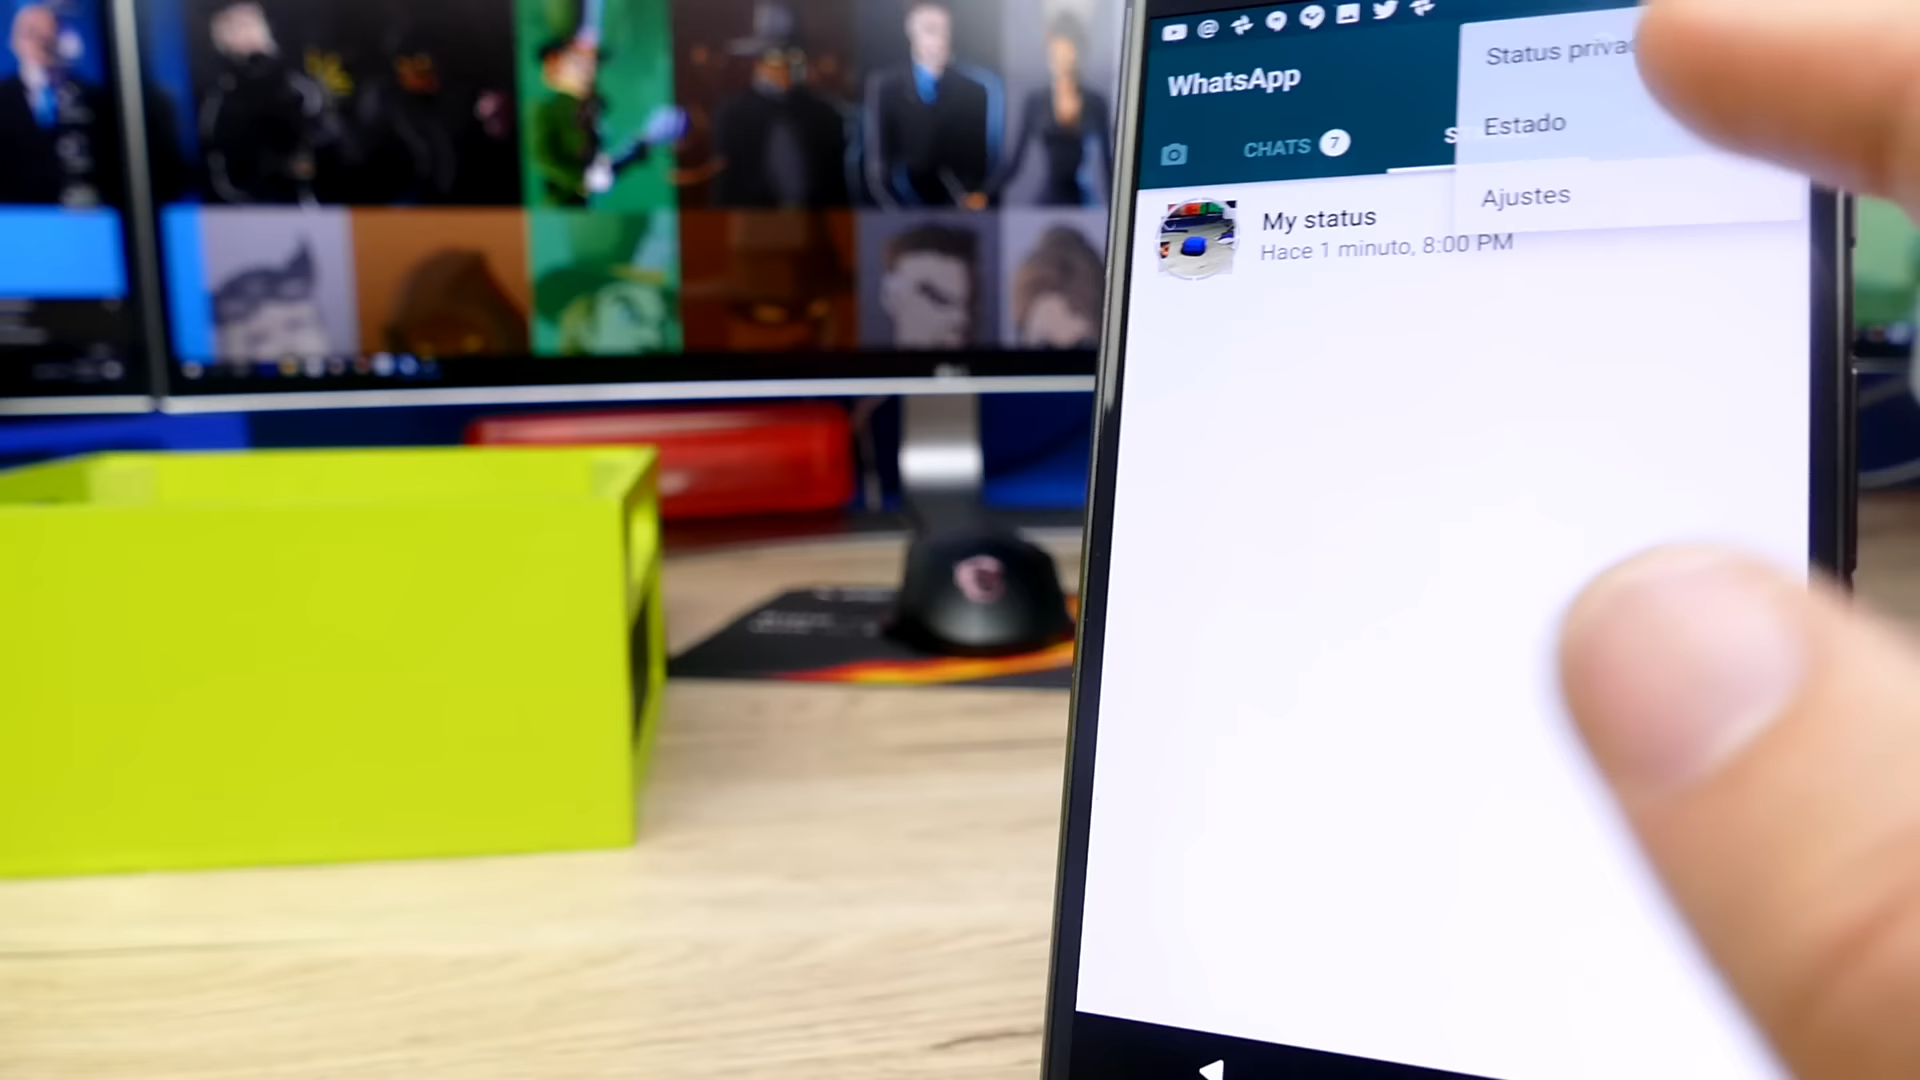 WhatsApp
Status priva
Estado
Ajustes
CHATS 7
My status
Hace 1 minuto, 8:00 PM